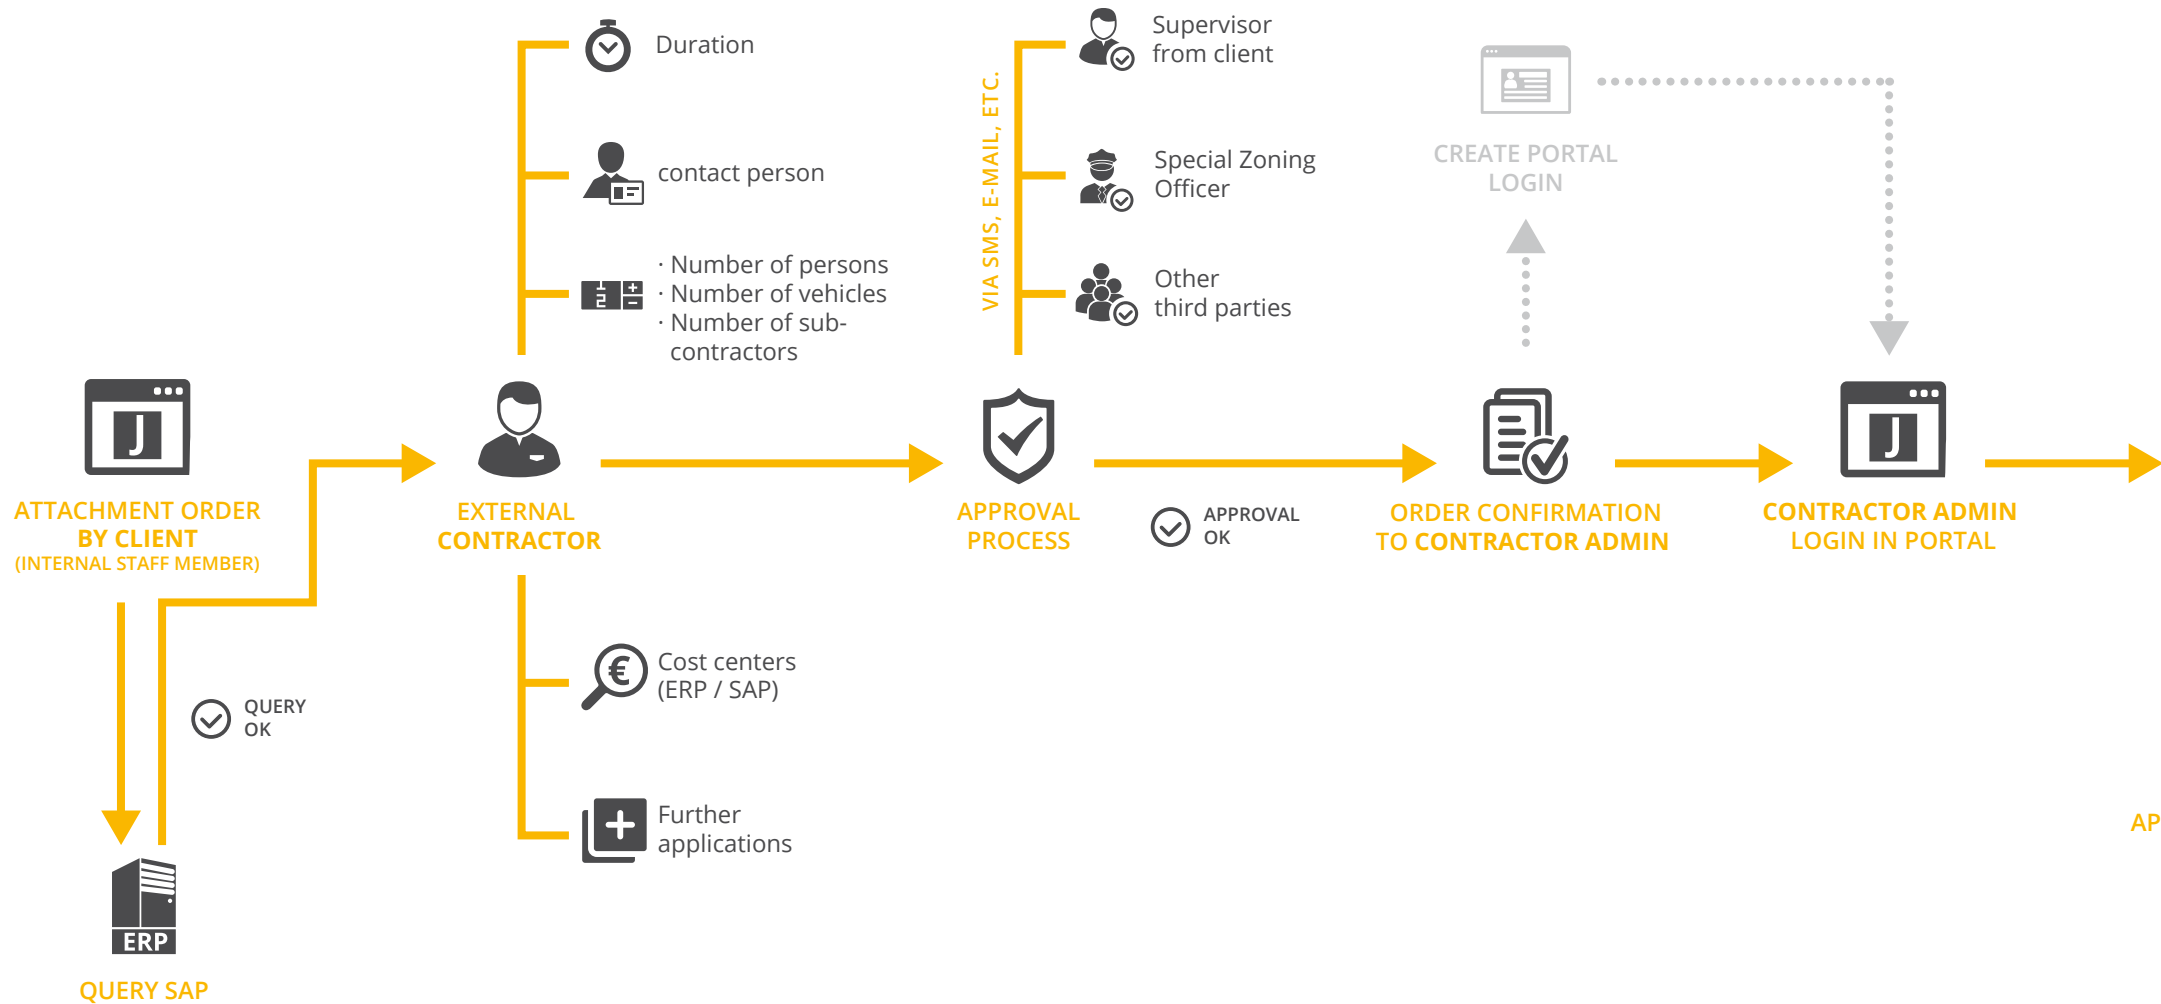 Duration
contact person
· Number of persons
· Number of vehicles
· Number of sub-
contractors
VIA SMS, E-MAIL, ETC.
Supervisor
from client
Special Zoning
Officer
Other
third parties
CREATE PORTAL
LOGIN
J
ATTACHMENT ORDER
BY CLIENT
(INTERNAL STAFF MEMBER)
EXTERNAL
CONTRACTOR
APPROVAL
PROCESS
APPROVAL
OK
ORDER CONFIRMATION
TO CONTRACTOR ADMIN
J
CONTRACTOR ADMIN
LOGIN IN PORTAL
QUERY
OK
€
Cost centers
(ERP / SAP)
Further
applications
AP
ERP
QUERY SAP
1
2